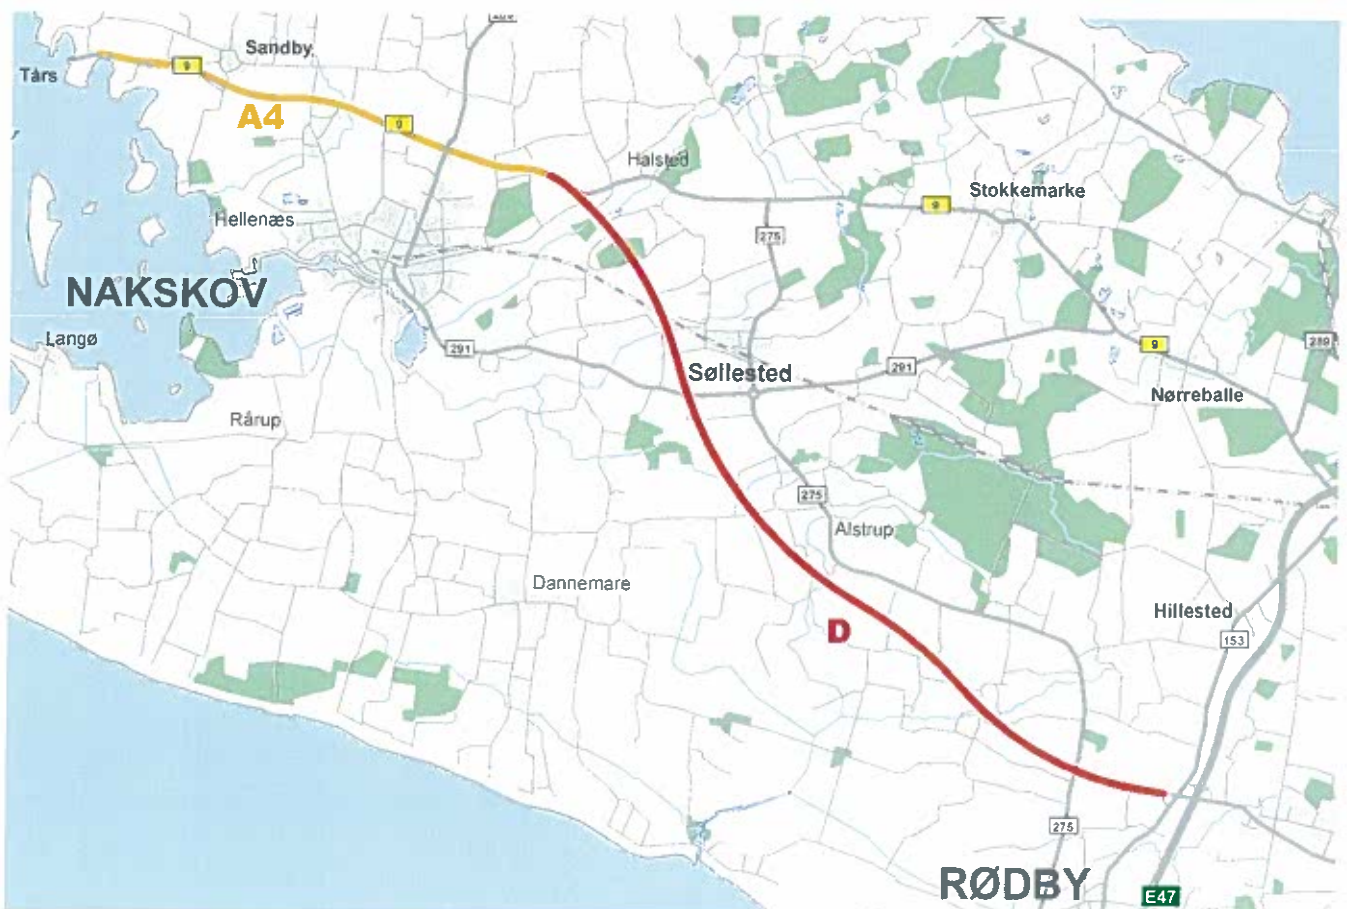 Sandby
Tårs
9
A4
9
Halsted
Stokkemarke
9
Hellenæs
275
NAKSKOV
Langø
291
289
9
Søllested
291
Nørreballe
Rårup
275
Alstrup
Dannemare
Hillested
D
153
275
RØDBY
E47